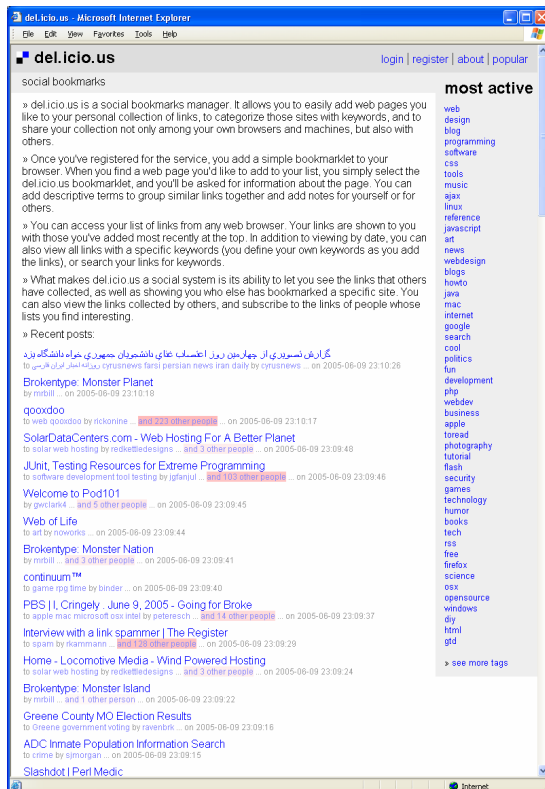 del.icio.us - Microsoft Internet Explorer
File Edit View Favorites Tools Help
del.icio.us
login | register | about | popular
social bookmarks
» del.icio.us is a social bookmarks manager. It allows you to easily add web pages you
like to your personal collection of links, to categorize those sites with keywords, and to
share your collection not only among your own browsers and machines, but also with
others.
» Once you've registered for the service, you add a simple bookmarklet to your
browser. When you find a web page you'd like to add to your list, you simply select the
del.icio.us bookmarklet, and you'll be asked for information about the page. You can
add descriptive terms to group similar links together and add notes for yourself or for
others.
» You can access your list of links from any web browser. Your links are shown to you
with those you've added most recently at the top. In addition to viewing by date, you can
also view all links with a specific keywords (you define your own keywords as you add
the links), or search your links for keywords.
» What makes del.icio.us a social system is its ability to let you see the links that others
have collected, as well as showing you who else has bookmarked a specific site. You
can also view the links collected by others, and subscribe to the links of people whose
lists you find interesting.
» Recent posts:
گزارش تصويري از چهارمين روز اعتصاب غذاي دانشجويان جمهوري خواه دانشگاه يزد
to روزانه اخبار ايران فارسي cyrusnews farsi persian news iran daily by cyrusnews ... on 2005-06-09 23:10:26
Brokentype: Monster Planet
by mrbill ... on 2005-06-09 23:10:18
qooxdoo
to web qooxdoo by rickonine ... and 223 other people ... on 2005-06-09 23:10:17
SolarDataCenters.com - Web Hosting For A Better Planet
to solar web hosting by redkettledesigns ... and 3 other people ... on 2005-06-09 23:09:48
JUnit, Testing Resources for Extreme Programming
to software development tool testing by jgfanjul ... and 103 other people ... on 2005-06-09 23:09:46
Welcome to Pod101
by gwclark4 ... and 5 other people ... on 2005-06-09 23:09:45
Web of Life
to art by noworks ... on 2005-06-09 23:09:44
Brokentype: Monster Nation
by mrbill ... and 3 other people ... on 2005-06-09 23:09:41
continuum™
to game rpg time by binder ... on 2005-06-09 23:09:40
PBS | I, Cringely . June 9, 2005 - Going for Broke
to apple mac microsoft osx intel by peteresch ... and 14 other people ... on 2005-06-09 23:09:37
Interview with a link spammer | The Register
to spam by rkammann ... and 128 other people ... on 2005-06-09 23:09:29
Home - Locomotive Media - Wind Powered Hosting
to solar web hosting by redkettledesigns ... and 3 other people ... on 2005-06-09 23:09:24
Brokentype: Monster Island
by mrbill ... and 1 other person ... on 2005-06-09 23:09:22
Greene County MO Election Results
to Greene government voting by ravenbrk ... on 2005-06-09 23:09:16
ADC Inmate Population Information Search
to crime by sjmorgan ... on 2005-06-09 23:09:15
Slashdot | Perl Medic
most active
web
design
blog
programming
software
css
tools
music
ajax
linux
reference
javascript
art
news
webdesign
blogs
howto
java
mac
internet
google
search
cool
politics
fun
development
php
webdev
business
apple
toread
photography
tutorial
flash
security
games
technology
humor
books
tech
rss
free
firefox
science
osx
opensource
windows
diy
html
gtd
» see more tags
Internet